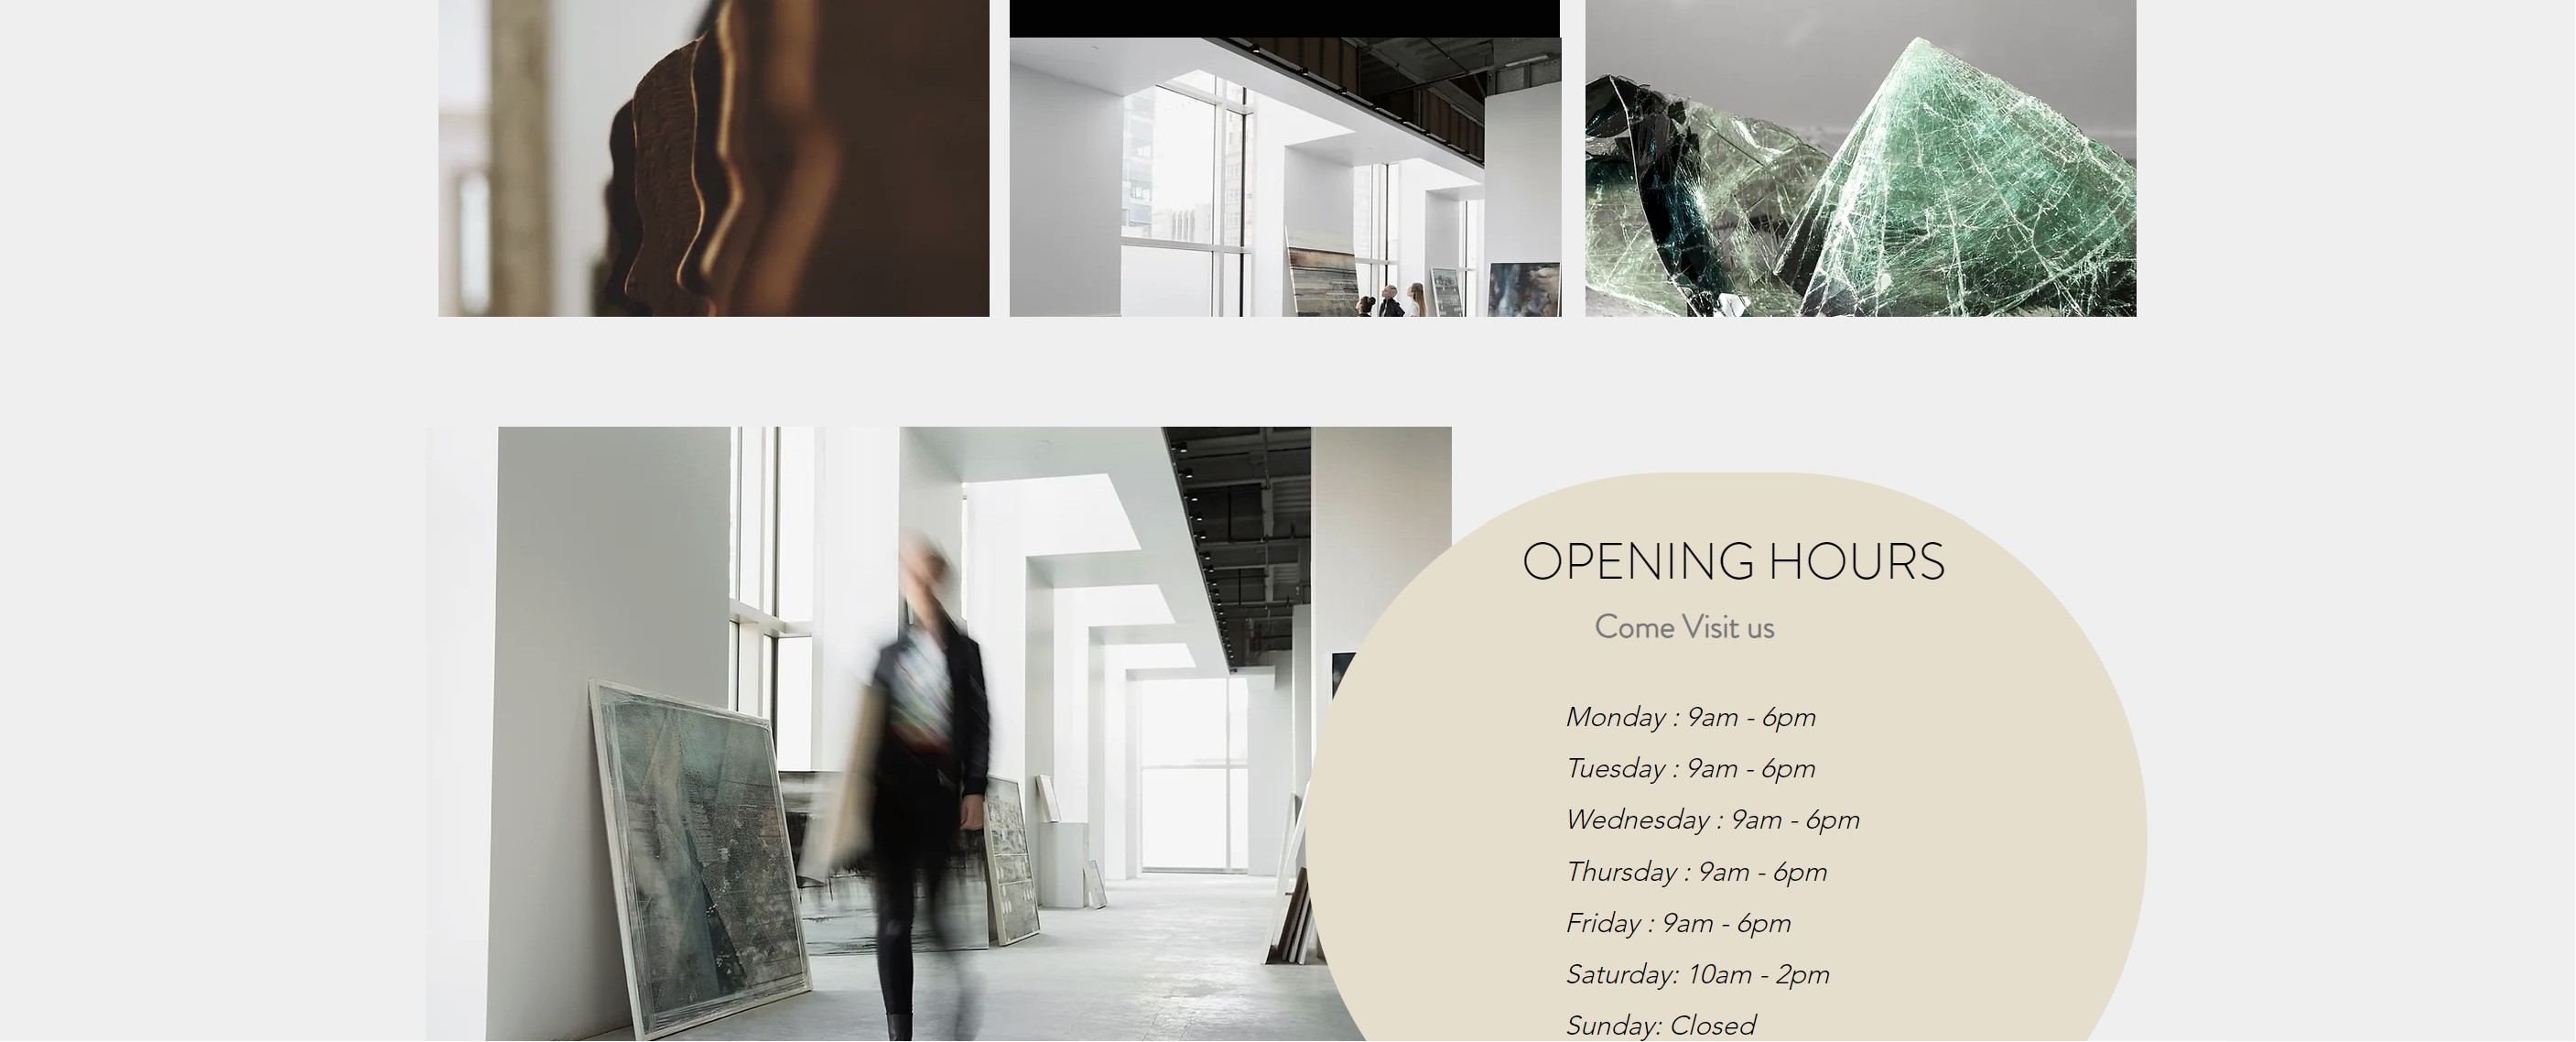 OPENING HOURS
Come Visit us
Monday : 9am - 6pm
Tuesday : 9am - 6pm
Wednesday : 9am - 6pm
Thursday : 9am - 6pm
Friday : 9am - 6pm
Saturday: 10am - 2pm
Sunday: Closed